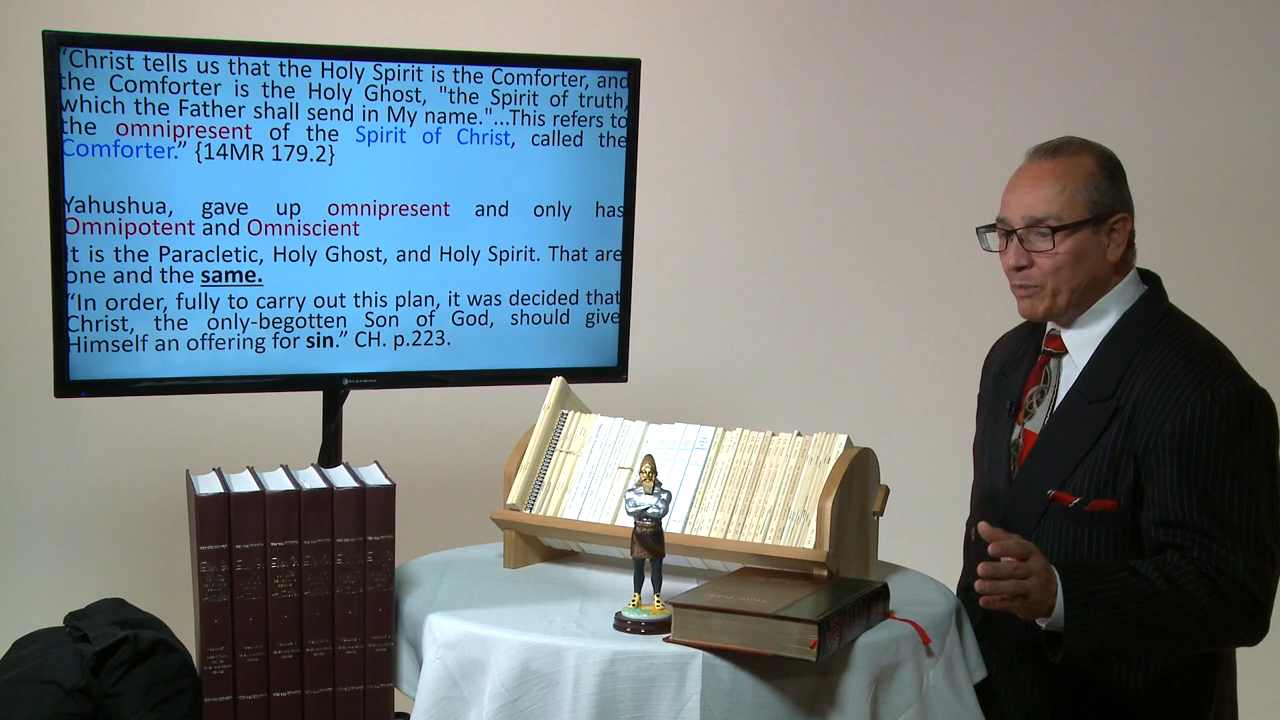 “Christ tells us that the Holy Spirit is the Comforter, and
the Comforter is the Holy Ghost, "the Spirit of truth,
which the Father shall send in My name."...This refers to
the omnipresent of the Spirit of Christ, called the
Comforter.” {14MR 179.2}
Yahushua, gave up omnipresent and only has
Omnipotent and Omniscient
It is the Paracletic, Holy Ghost, and Holy Spirit. That are
one and the same.
“In order, fully to carry out this plan, it was decided that
Christ, the only-begotten Son of God, should give
Himself an offering for sin.” CH. p.223.
ELEMENT